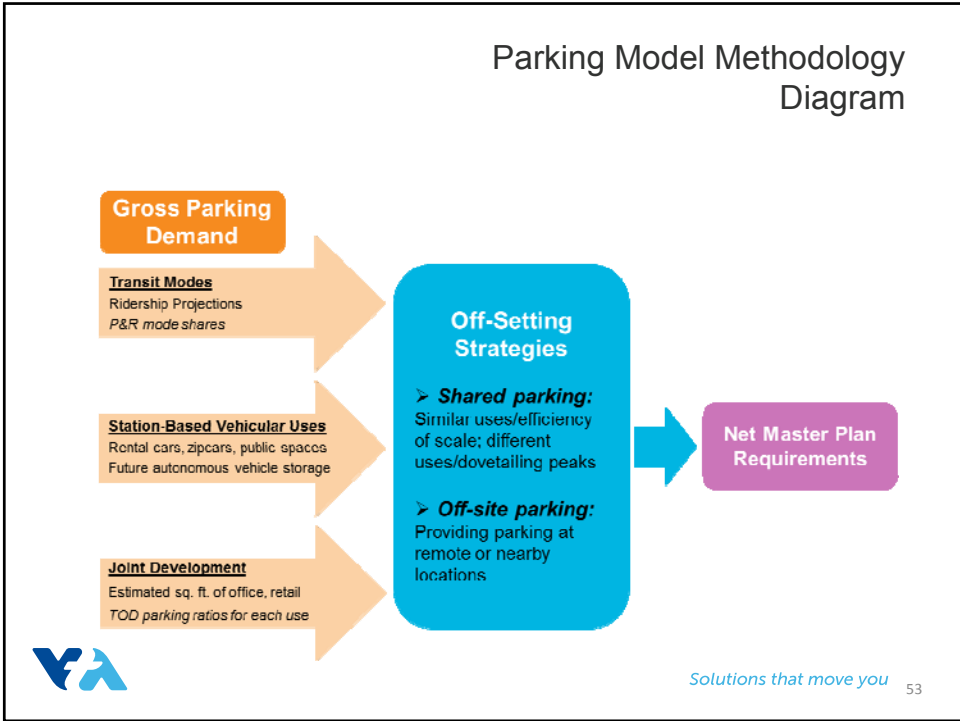 Parking Model Methodology
Diagram
Gross Parking
Demand
Transit Modes
Ridership Projections
P&R mode shares
Station-Based Vehicular Uses
Rental cars, zipcars, public spaces
Future autonomous vehicle storage
Joint Development
Estimated sq. ft. of office, retail
TOD parking ratios for each use
Off-Setting
Strategies
➢ Shared parking:
Similar uses/efficiency
of scale; different
uses/dovetailing peaks
➢ Off-site parking:
Providing parking at
remote or nearby
locations
Net Master Plan
Requirements
VTA
Solutions that move you
53